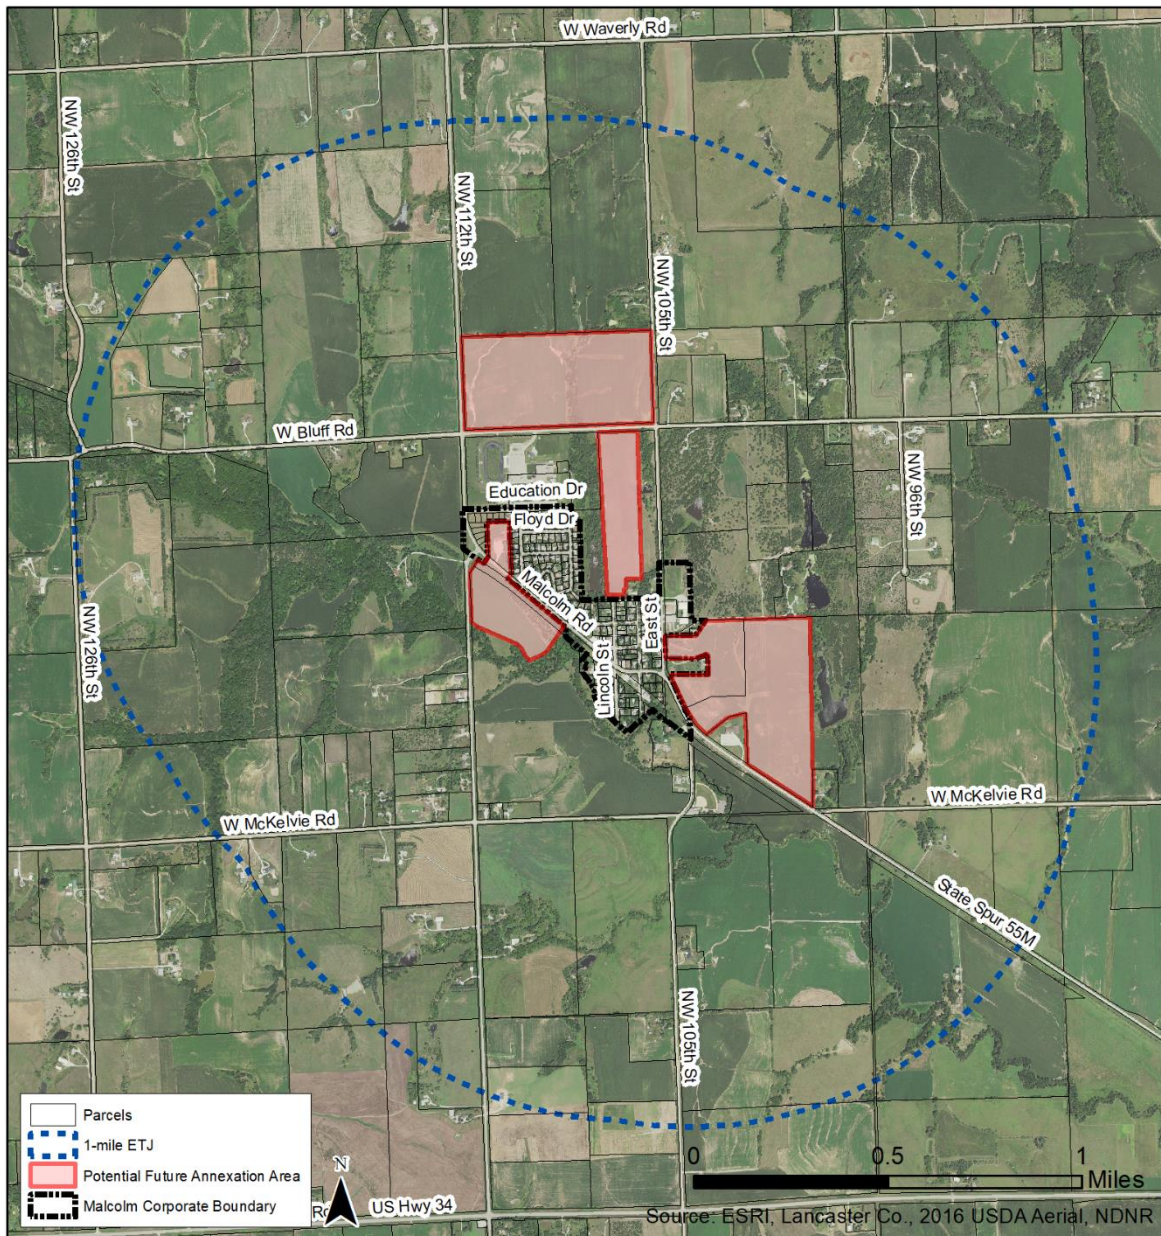 W Waverly Rd
NW 126th St
NW 112th St
NW 105th St
W Bluff Rd
NW 96th St
Education Dr
Floyd Dr
Malcolm Rd
East St
Lincoln St
NW 126th St
W McKelvie Rd
W McKelvie Rd
State Spur 55M
NW 105th St
Parcels
1-mile ETJ
Potential Future Annexation Area
Malcolm Corporate Boundary
N
Rd
US Hwy 34
0 0.5 1
Miles
Source: ESRI, Lancaster Co., 2016 USDA Aerial, NDNR